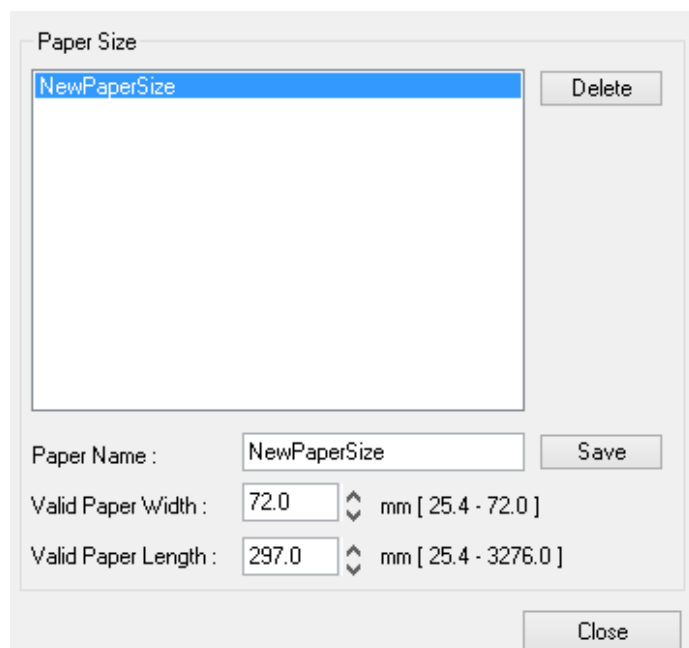 Paper Size
NewPaperSize
Delete
Paper Name : NewPaperSize Save
Valid Paper Width : 72.0 mm [ 25.4 - 72.0 ]
Valid Paper Length : 297.0 mm [ 25.4 - 3276.0 ]
Close